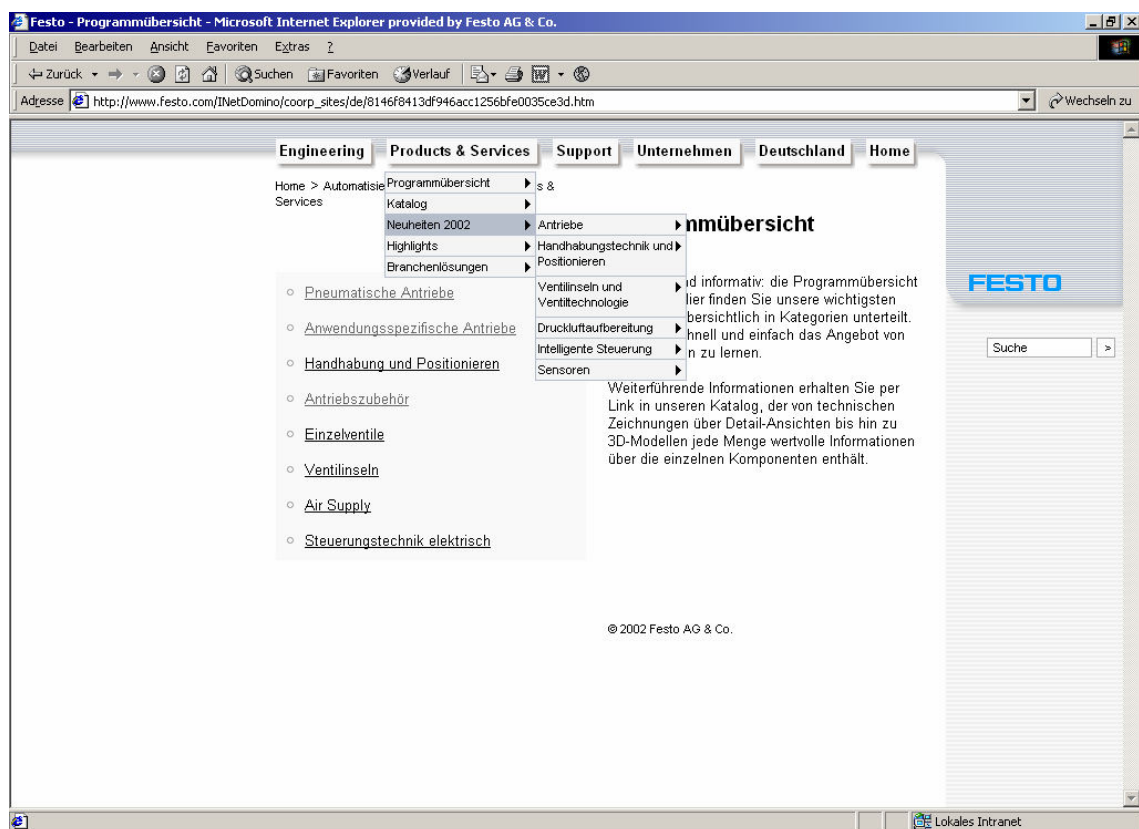 Festo - Programmübersicht - Microsoft Internet Explorer provided by Festo AG & Co.
Datei Bearbeiten Ansicht Favoriten Extras ?
Zurück Suchen Favoriten Verlauf
Adresse http://www.festo.com/INetDomino/coorp_sites/de/8146f8413df946acc1256bfe0035ce3d.htm Wechseln zu
Engineering Products & Services Support Unternehmen Deutschland Home
Home > Automatisie s &
Services
Programmübersicht
Katalog
Neuheiten 2002
Highlights
Branchenlösungen
Antriebe
Handhabungstechnik und
Positionieren
Ventilinseln und
Ventiltechnologie
Druckluftaufbereitung
Intelligente Steuerung
Sensoren
Pneumatische Antriebe
Anwendungsspezifische Antriebe
Handhabung und Positionieren
Antriebszubehör
Einzelventile
Ventilinseln
Air Supply
Steuerungstechnik elektrisch
mmübersicht
d informativ: die Programmübersicht
lier finden Sie unsere wichtigsten
bersichtlich in Kategorien unterteilt.
hnell und einfach das Angebot von
n zu lernen.
Weiterführende Informationen erhalten Sie per
Link in unseren Katalog, der von technischen
Zeichnungen über Detail-Ansichten bis hin zu
3D-Modellen jede Menge wertvolle Informationen
über die einzelnen Komponenten enthält.
© 2002 Festo AG & Co.
FESTO
Suche >
Lokales Intranet